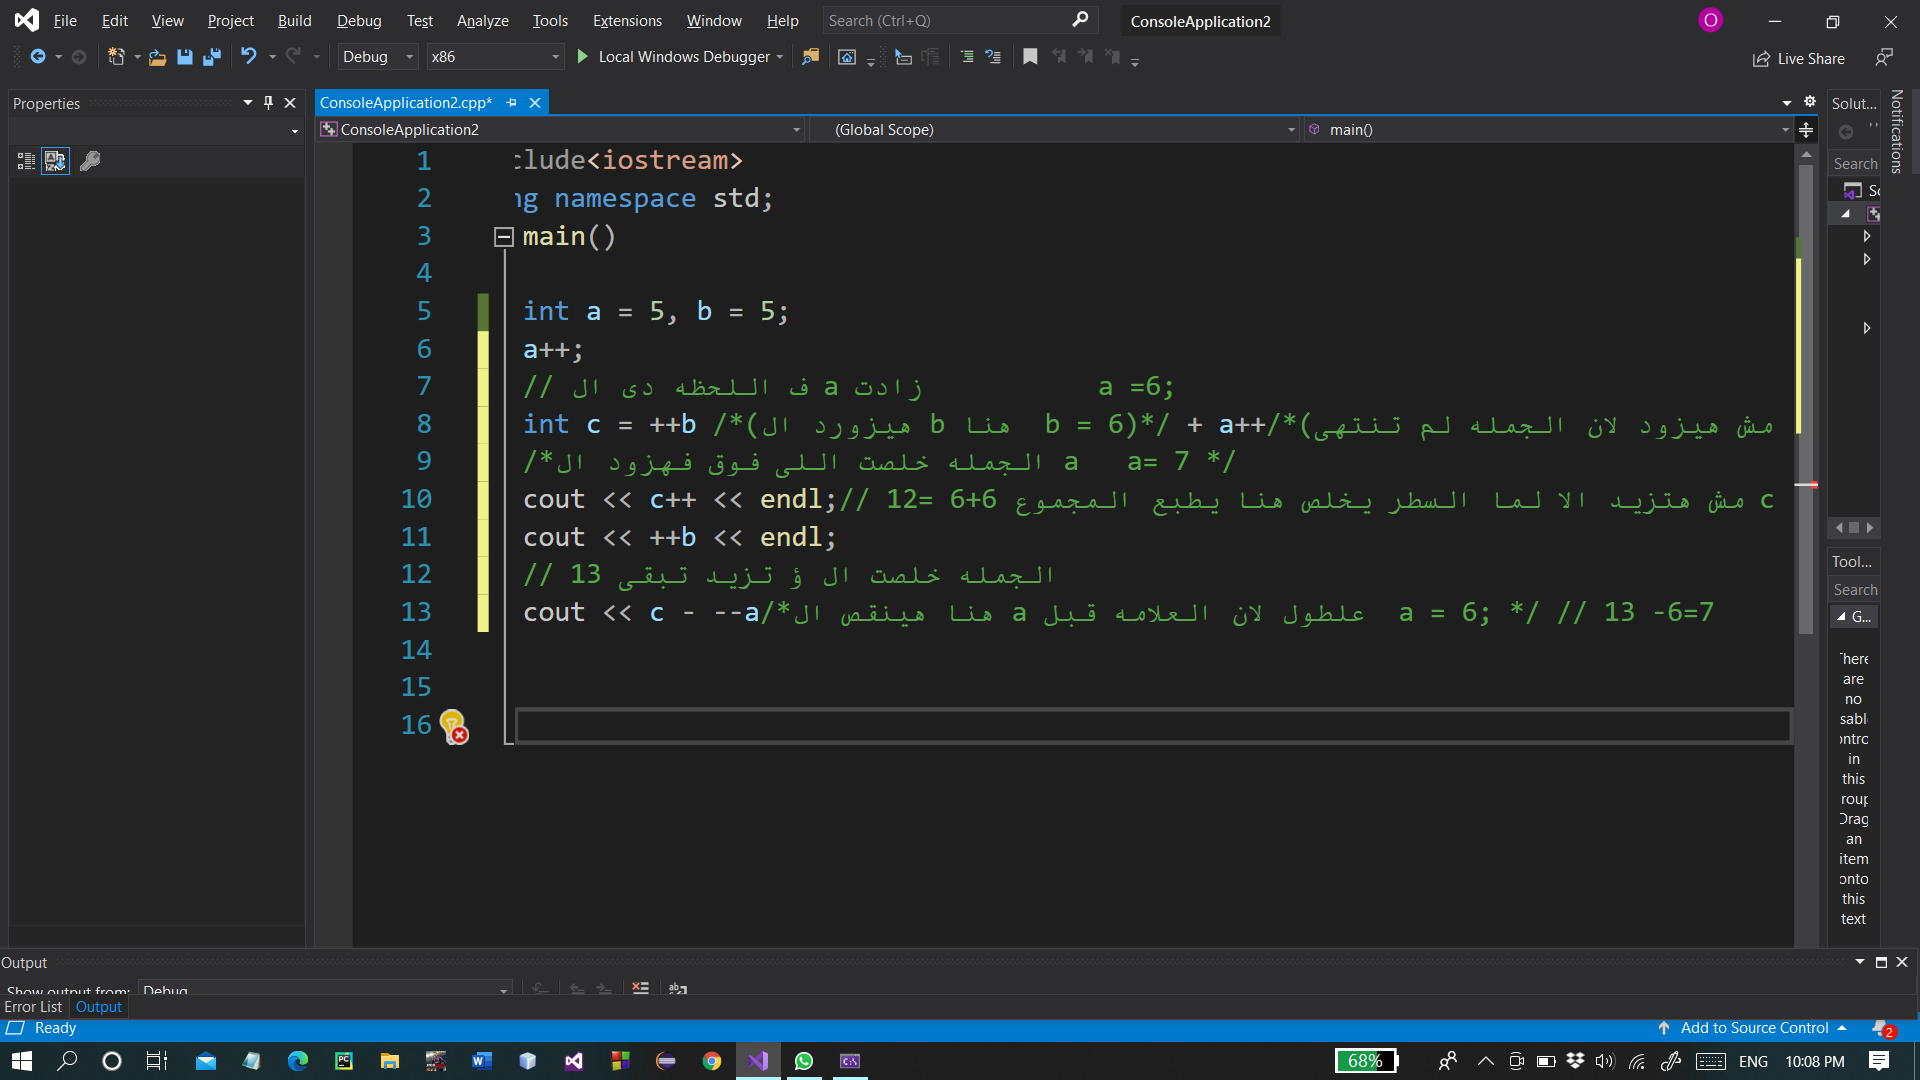 File Edit View Project Build Debug Test Analyze Tools Extensions Window Help Search (Ctrl+Q) ConsoleApplication2 O
Debug x86 Local Windows Debugger Live Share
Properties
ConsoleApplication2.cpp*
Solut...
Notifications
ConsoleApplication2 (Global Scope) main()
Search
1 clude<iostream>
2 ng namespace std;
3 main()
4
5 int a = 5, b = 5;
6 a++;
7 // ف اللحظه دى ال a زادت a =6;
8 int c = ++b /*(هيزورد ال b هنا b = 6)*/ + a++/*(مش هيزود لان الجمله لم تنتهى
9 /*الجمله خلصت اللى فوق فهزود ال a a= 7 */
10 cout << c++ << endl;// 12= 6+6 مش هتزيد الا لما السطر يخلص هنا يطبع المجموع c
11 cout << ++b << endl;
12 // 13 الجمله خلصت ال ؤ تزيد تبقى
13 cout << c - --a/*هنا هينقص ال a علطول لان العلامه قبل a = 6; */ // 13 -6=7
14
15
16
Tool...
Search
G...
There
are
no
sabl
ontro
in
this
roup
Drag
an
item
onto
this
text
Output
Show output from: Debug
Error List Output
Ready Add to Source Control 2
68% ENG 10:08 PM